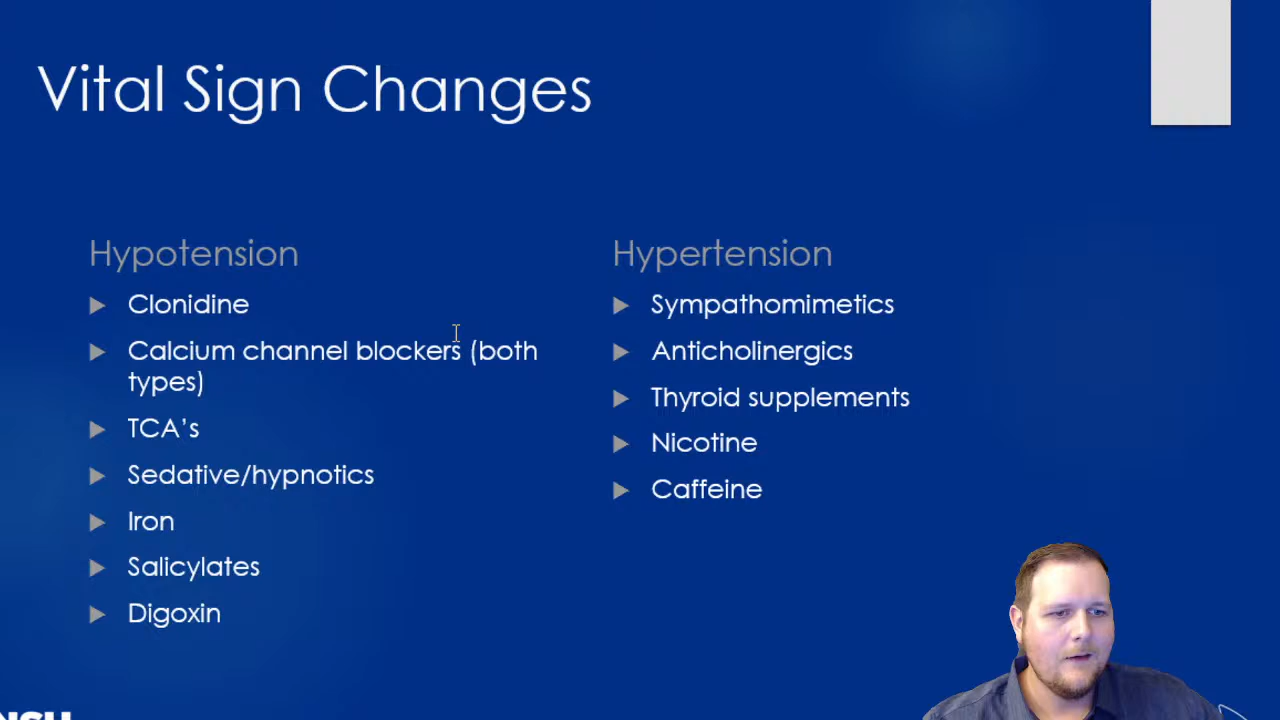 Vital Sign Changes
Hypotension
Clonidine
Calcium channel blockers (both
types)
TCA's
Sedative/hypnotics
Iron
Salicylates
Digoxin
Hypertension
Sympathomimetics
Anticholinergics
Thyroid supplements
Nicotine
Caffeine